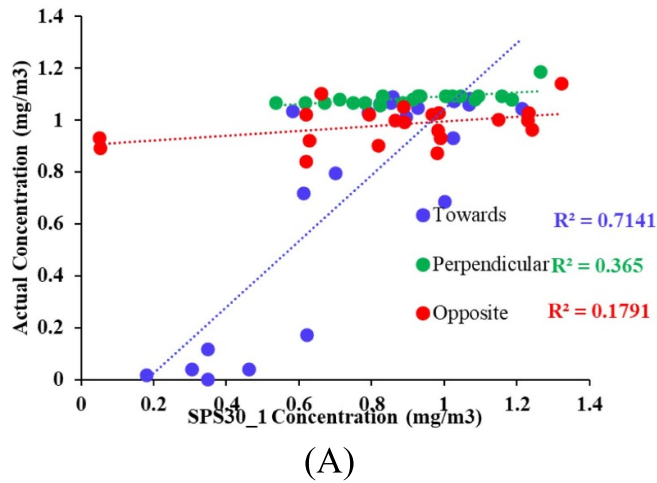 1.4
1.2
1
0.8
0.6
0.4
0.2
0
Actual Concentration (mg/m3)
Towards R² = 0.7141
Perpendicular R² = 0.365
Opposite R² = 0.1791
0 0.2 0.4 0.6 0.8 1 1.2 1.4
SPS30_1 Concentration (mg/m3)
(A)